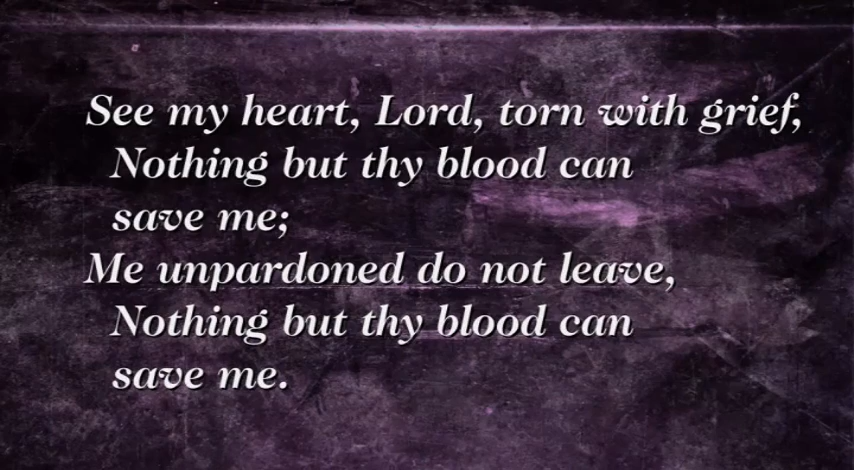 See my heart, Lord, torn with grief,
Nothing but thy blood can
save me;
Me unpardoned do not leave,
Nothing but thy blood can
save me.